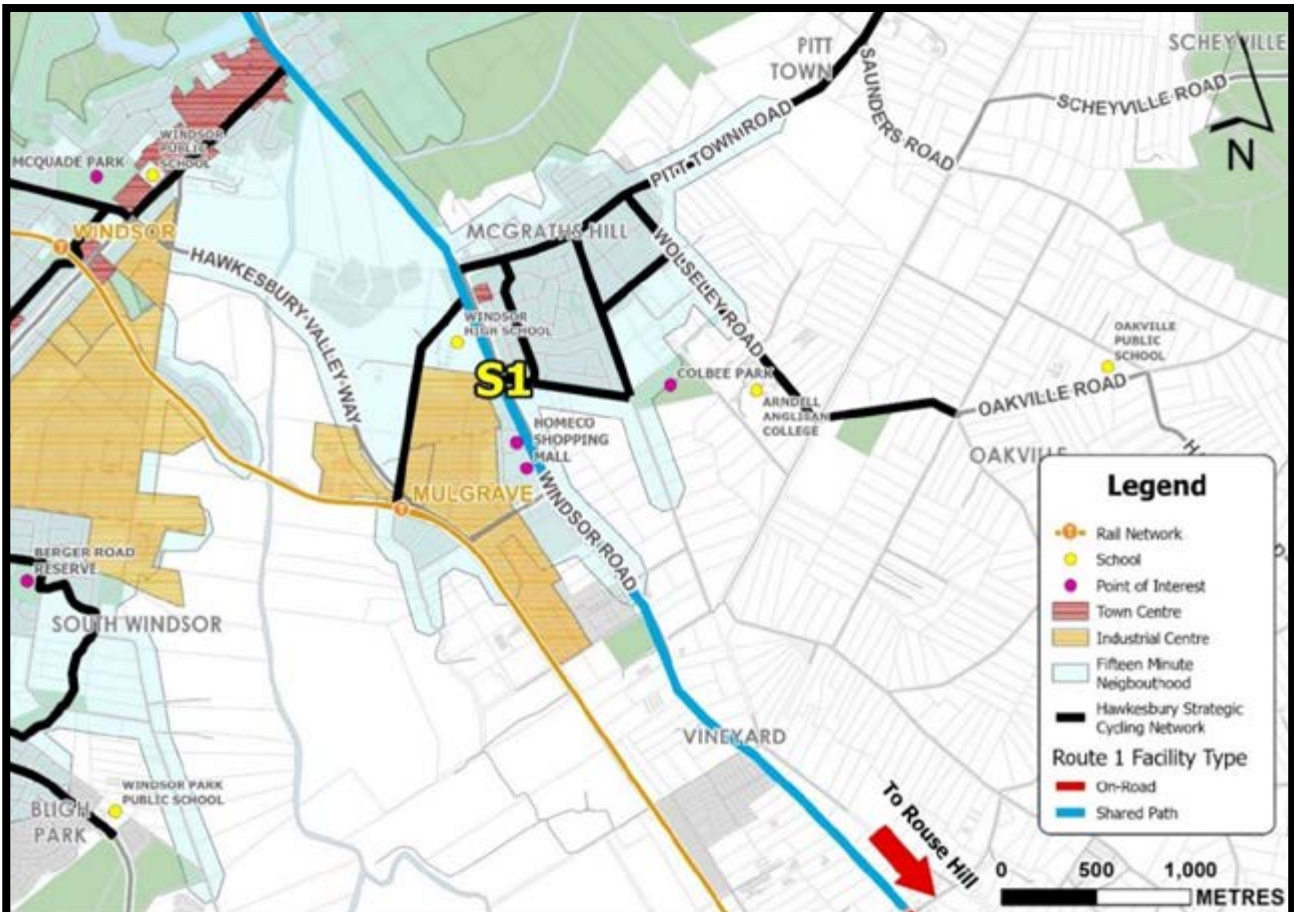 PITT
TOWN
SCHEYVILLE
SAUNDERS ROAD
SCHEYVILLE ROAD
N
PITT TOWN ROAD
WINDSOR
PUBLIC
SCHOOL
MCQUADE PARK
WINDSOR
HAWKESBURY VALLEY WAY
MCGRATHS HILL
WOLSELEY ROAD
WINDSOR
HIGH SCHOOL
S1
COLBEE PARK
ARNDELL
ANGLICAN
COLLEGE
OAKVILLE
PUBLIC
SCHOOL
OAKVILLE ROAD
OAKVILLE
HOMECO
SHOPPING
MALL
MULGRAVE
WINDSOR ROAD
BERGER ROAD
RESERVE
SOUTH WINDSOR
VINEYARD
WINDSOR PARK
PUBLIC SCHOOL
BLIGH
PARK
To Rouse Hill
Legend
T Rail Network
School
Point of Interest
Town Centre
Industrial Centre
Fifteen Minute
Neigbouthood
Hawkesbury Strategic
Cycling Network
Route 1 Facility Type
On-Road
Shared Path
0 500 1,000
METRES